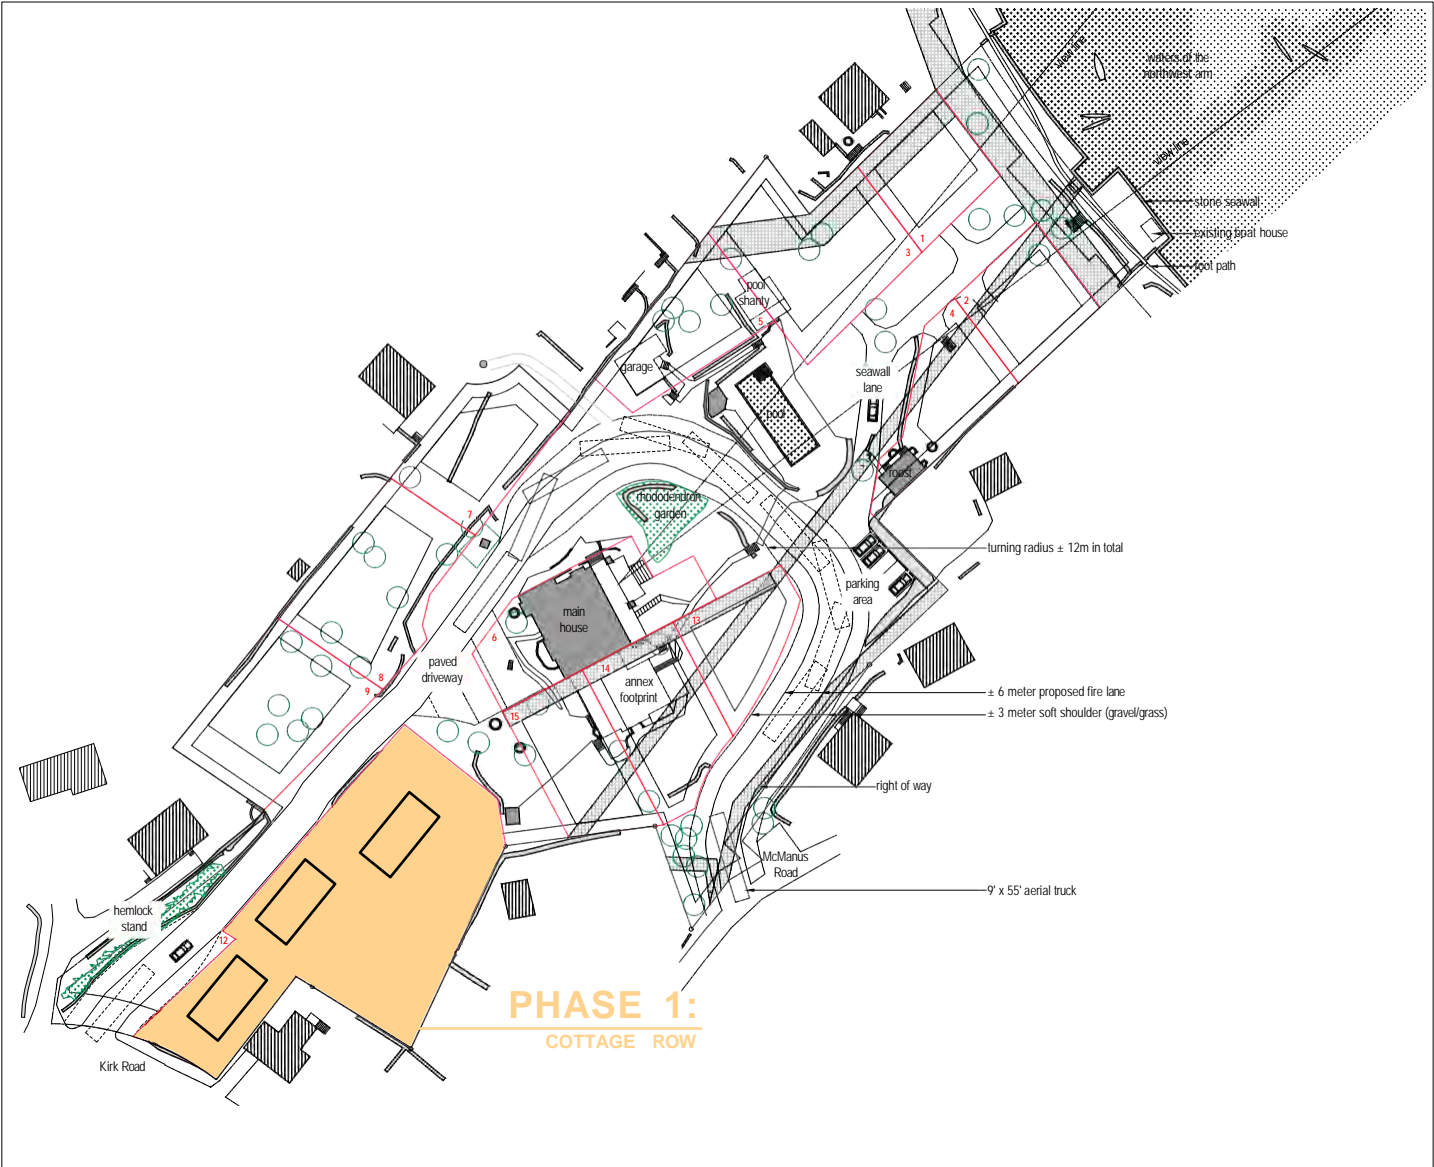 view line
waters of the
northwest arm
view line
stone seawall
existing boat house
foot path
1
3
2
4
pool
shanty
5
garage
seawall
lane
pool
roost
rhododendron
garden
7
turning radius ± 12m in total
parking
area
main
house
13
6
14
paved
driveway
annex
footprint
8
9
15
± 6 meter proposed fire lane
± 3 meter soft shoulder (gravel/grass)
right of way
McManus
Road
9' x 55' aerial truck
hemlock
stand
12
PHASE 1:
COTTAGE ROW
Kirk Road